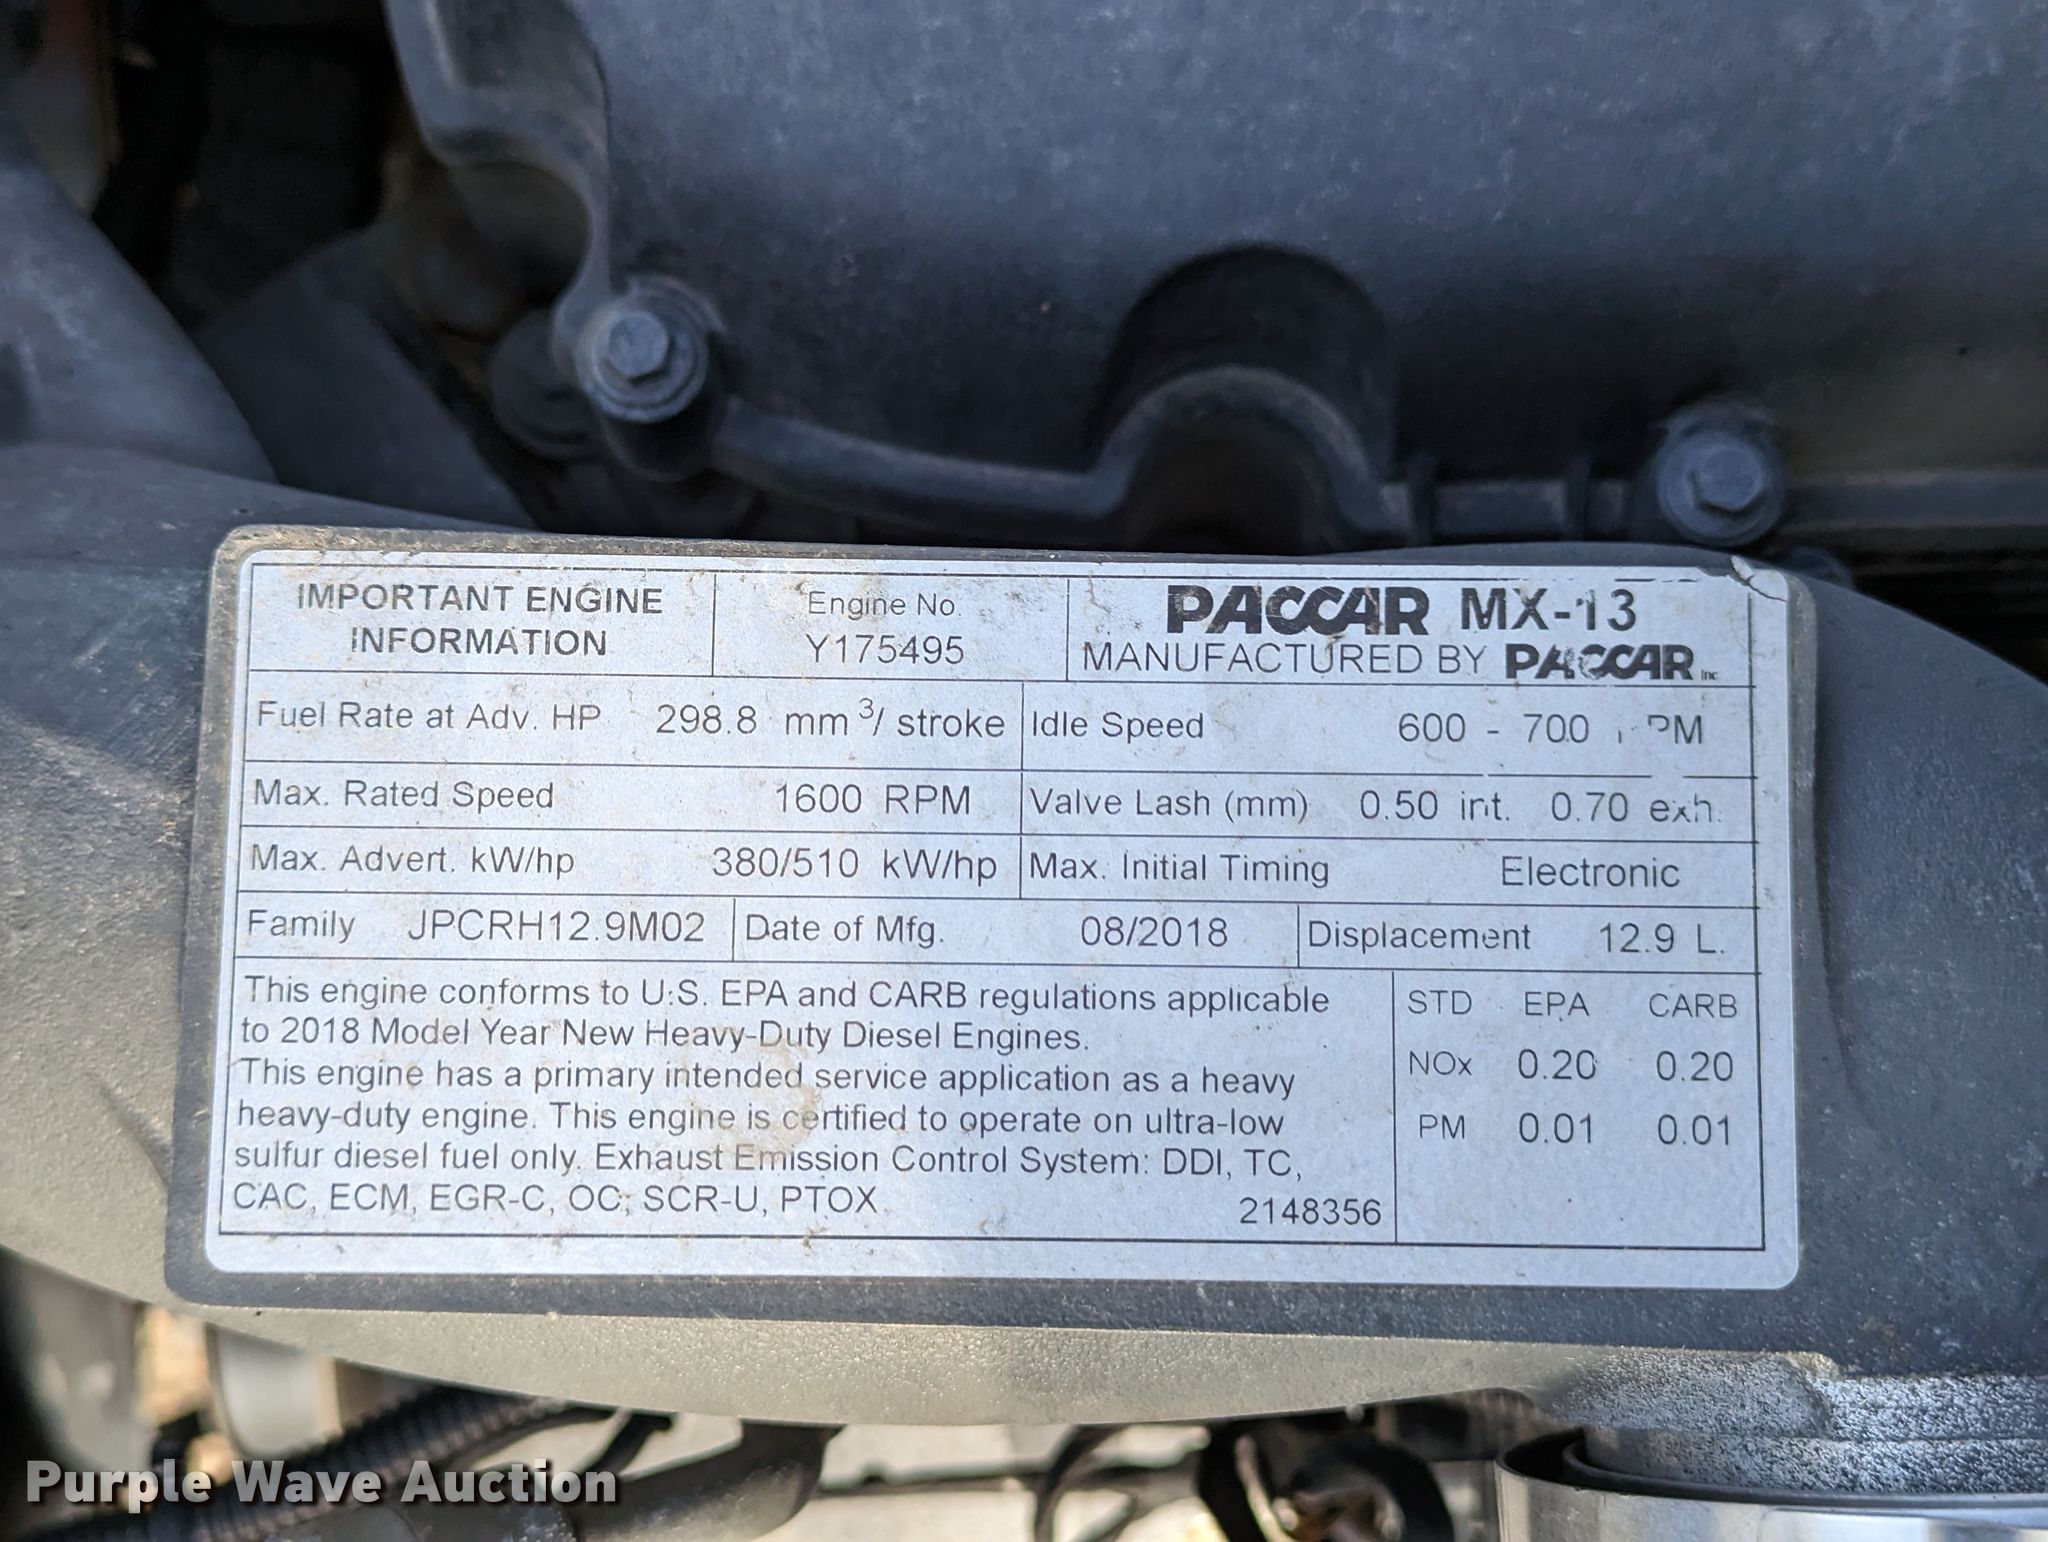 IMPORTANT ENGINE
INFORMATION
Engine No.
Y175495
PACCAR MX-13
MANUFACTURED BY PACCAR Inc
Fuel Rate at Adv. HP 298.8 mm³/ stroke
Idle Speed 600 - 700 RPM
Max. Rated Speed 1600 RPM
Valve Lash (mm) 0.50 int. 0.70 exh.
Max. Advert. kW/hp 380/510 kW/hp
Max. Initial Timing Electronic
Family JPCRH12.9M02
Date of Mfg. 08/2018
Displacement 12.9 L.
This engine conforms to U.S. EPA and CARB regulations applicable
to 2018 Model Year New Heavy-Duty Diesel Engines.
This engine has a primary intended service application as a heavy
heavy-duty engine. This engine is certified to operate on ultra-low
sulfur diesel fuel only. Exhaust Emission Control System: DDI, TC,
CAC, ECM, EGR-C, OC, SCR-U, PTOX
2148356
STD EPA CARB
NOx 0.20 0.20
PM 0.01 0.01
Purple Wave Auction